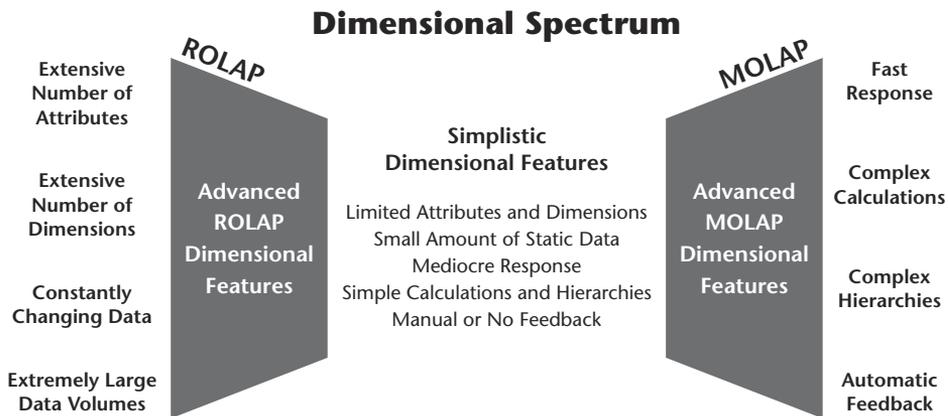 Dimensional Spectrum
ROLAP
Extensive
Number of
Attributes
Extensive
Number of
Dimensions
Constantly
Changing Data
Extremely Large
Data Volumes
Advanced
ROLAP
Dimensional
Features
Simplistic
Dimensional Features
Limited Attributes and Dimensions
Small Amount of Static Data
Mediocre Response
Simple Calculations and Hierarchies
Manual or No Feedback
MOLAP
Advanced
MOLAP
Dimensional
Features
Fast
Response
Complex
Calculations
Complex
Hierarchies
Automatic
Feedback